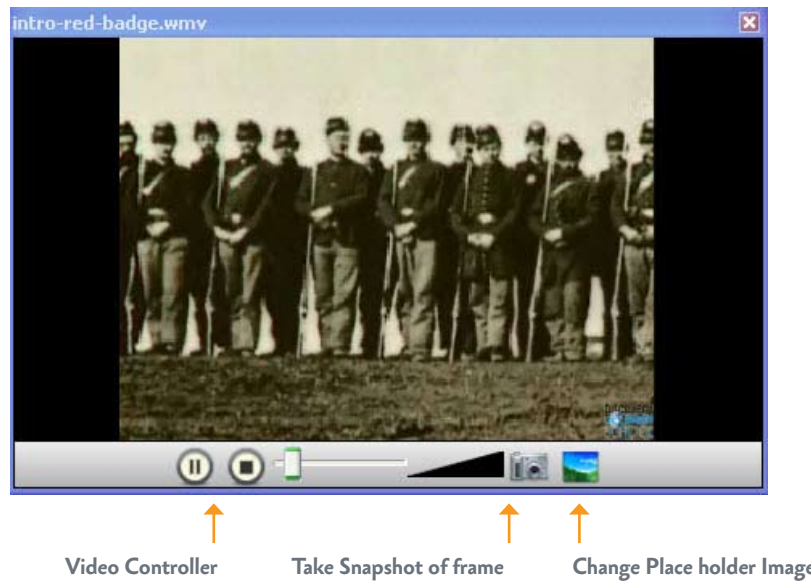 intro-red-badge.wmv
Video Controller
Take Snapshot of frame
Change Place holder Image